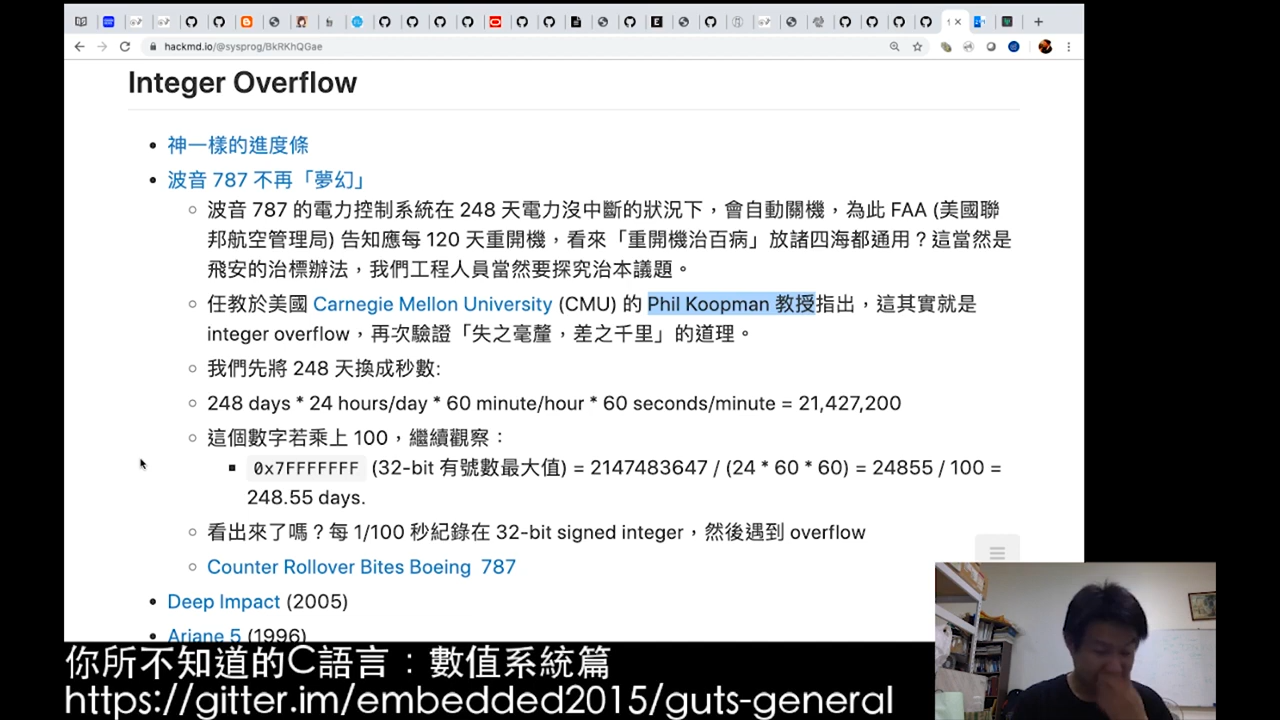 hackmd.io/@sysprog/BkRKhQGae
Integer Overflow
神一樣的進度條
波音 787 不再「夢幻」
波音 787 的電力控制系統在 248 天電力沒中斷的狀況下，會自動關機，為此 FAA (美國聯
邦航空管理局) 告知應每 120 天重開機，看來「重開機治百病」放諸四海都通用？這當然是
飛安的治標辦法，我們工程人員當然要探究治本議題。
任教於美國 Carnegie Mellon University (CMU) 的 Phil Koopman 教授指出，這其實就是
integer overflow，再次驗證「失之毫釐，差之千里」的道理。
我們先將 248 天換成秒數:
248 days * 24 hours/day * 60 minute/hour * 60 seconds/minute = 21,427,200
這個數字若乘上 100，繼續觀察：
0x7FFFFFFF (32-bit 有號數最大值) = 2147483647 / (24 * 60 * 60) = 24855 / 100 =
248.55 days.
看出來了嗎？每 1/100 秒紀錄在 32-bit signed integer，然後遇到 overflow
Counter Rollover Bites Boeing 787
Deep Impact (2005)
Ariane 5 (1996)
你所不知道的C語言：數值系統篇
https://gitter.im/embedded2015/guts-general